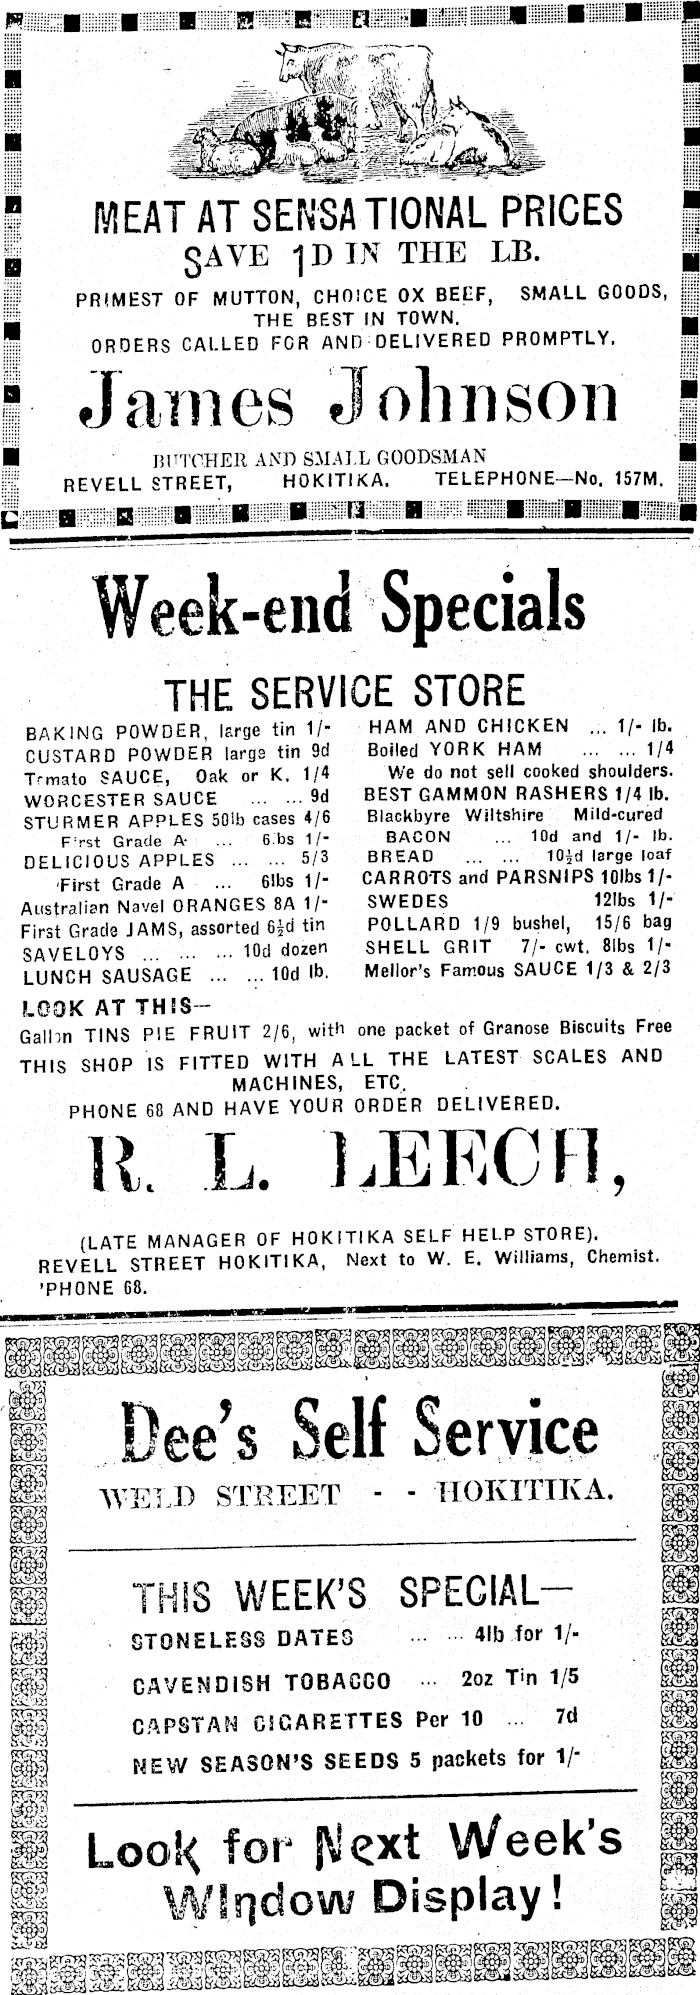 MEAT AT SENSATIONAL PRICES
SAVE 1D IN THE LB.
PRIMEST OF MUTTON, CHOICE OX BEEF, SMALL GOODS,
THE BEST IN TOWN.
ORDERS CALLED FOR AND DELIVERED PROMPTLY.
James Johnson
BUTCHER AND SMALL GOODSMAN
REVELL STREET, HOKITIKA. TELEPHONE—No. 157M.
Week-end Specials
THE SERVICE STORE
BAKING POWDER, large tin 1/-
CUSTARD POWDER large tin 9d
Tomato SAUCE, Oak or K. 1/4
WORCESTER SAUCE ... ... 9d
STURMER APPLES 50lb cases 4/6
First Grade A ... 6lbs 1/-
DELICIOUS APPLES ... ... 5/3
First Grade A ... 6lbs 1/-
Australian Navel ORANGES 8A 1/-
First Grade JAMS, assorted 6½d tin
SAVELOYS ... ... ... 10d dozen
LUNCH SAUSAGE ... ... 10d lb.
HAM AND CHICKEN ... 1/- lb.
Boiled YORK HAM ... ... 1/4
We do not sell cooked shoulders.
BEST GAMMON RASHERS 1/4 lb.
Blackbyre Wiltshire Mild-cured
BACON ... 10d and 1/- lb.
BREAD ... ... 10½d large loaf
CARROTS and PARSNIPS 10lbs 1/-
SWEDES 12lbs 1/-
POLLARD 1/9 bushel, 15/6 bag
SHELL GRIT 7/- cwt. 8lbs 1/-
Mellor's Famous SAUCE 1/3 & 2/3
LOOK AT THIS—
Gallon TINS PIE FRUIT 2/6, with one packet of Granose Biscuits Free
THIS SHOP IS FITTED WITH ALL THE LATEST SCALES AND
MACHINES, ETC.
PHONE 68 AND HAVE YOUR ORDER DELIVERED.
R. L. LEECH,
(LATE MANAGER OF HOKITIKA SELF HELP STORE).
REVELL STREET HOKITIKA, Next to W. E. Williams, Chemist.
'PHONE 68.
Dee's Self Service
WELD STREET - - HOKITIKA.
THIS WEEK'S SPECIAL—
STONELESS DATES ... ... 4lb for 1/-
CAVENDISH TOBACCO ... 2oz Tin 1/5
CAPSTAN CIGARETTES Per 10 ... 7d
NEW SEASON'S SEEDS 5 packets for 1/-
Look for Next Week's
Window Display!